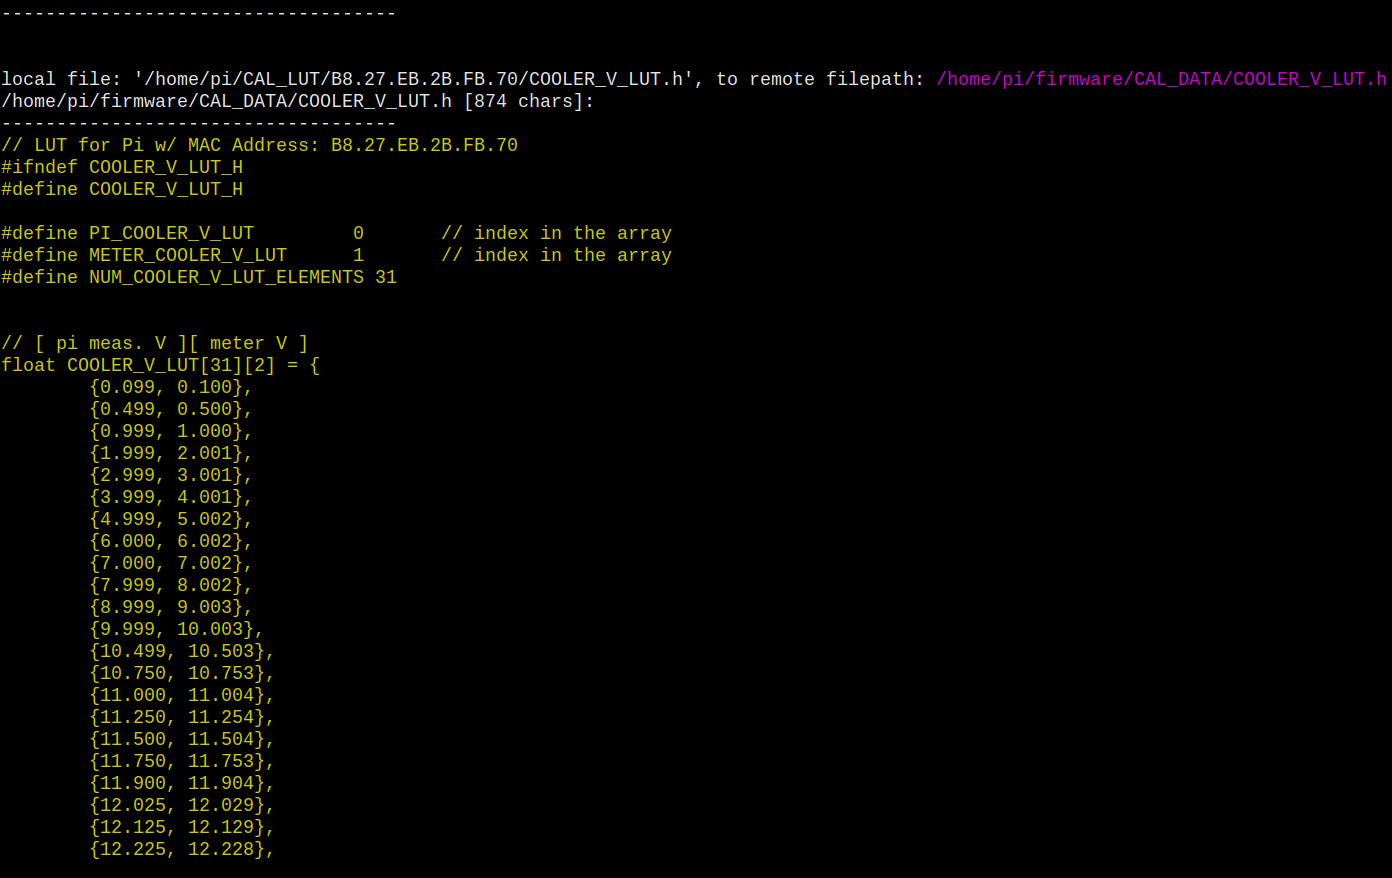 ------------------------------------
local file: '/home/pi/CAL_LUT/B8.27.EB.2B.FB.70/COOLER_V_LUT.h', to remote filepath: /home/pi/firmware/CAL_DATA/COOLER_V_LUT.h
/home/pi/firmware/CAL_DATA/COOLER_V_LUT.h [874 chars]:
------------------------------------
// LUT for Pi w/ MAC Address: B8.27.EB.2B.FB.70
#ifndef COOLER_V_LUT_H
#define COOLER_V_LUT_H

#define PI_COOLER_V_LUT         0       // index in the array
#define METER_COOLER_V_LUT      1       // index in the array
#define NUM_COOLER_V_LUT_ELEMENTS 31

// [ pi meas. V ][ meter V ]
float COOLER_V_LUT[31][2] = {
        {0.099, 0.100},
        {0.499, 0.500},
        {0.999, 1.000},
        {1.999, 2.001},
        {2.999, 3.001},
        {3.999, 4.001},
        {4.999, 5.002},
        {6.000, 6.002},
        {7.000, 7.002},
        {7.999, 8.002},
        {8.999, 9.003},
        {9.999, 10.003},
        {10.499, 10.503},
        {10.750, 10.753},
        {11.000, 11.004},
        {11.250, 11.254},
        {11.500, 11.504},
        {11.750, 11.753},
        {11.900, 11.904},
        {12.025, 12.029},
        {12.125, 12.129},
        {12.225, 12.228},